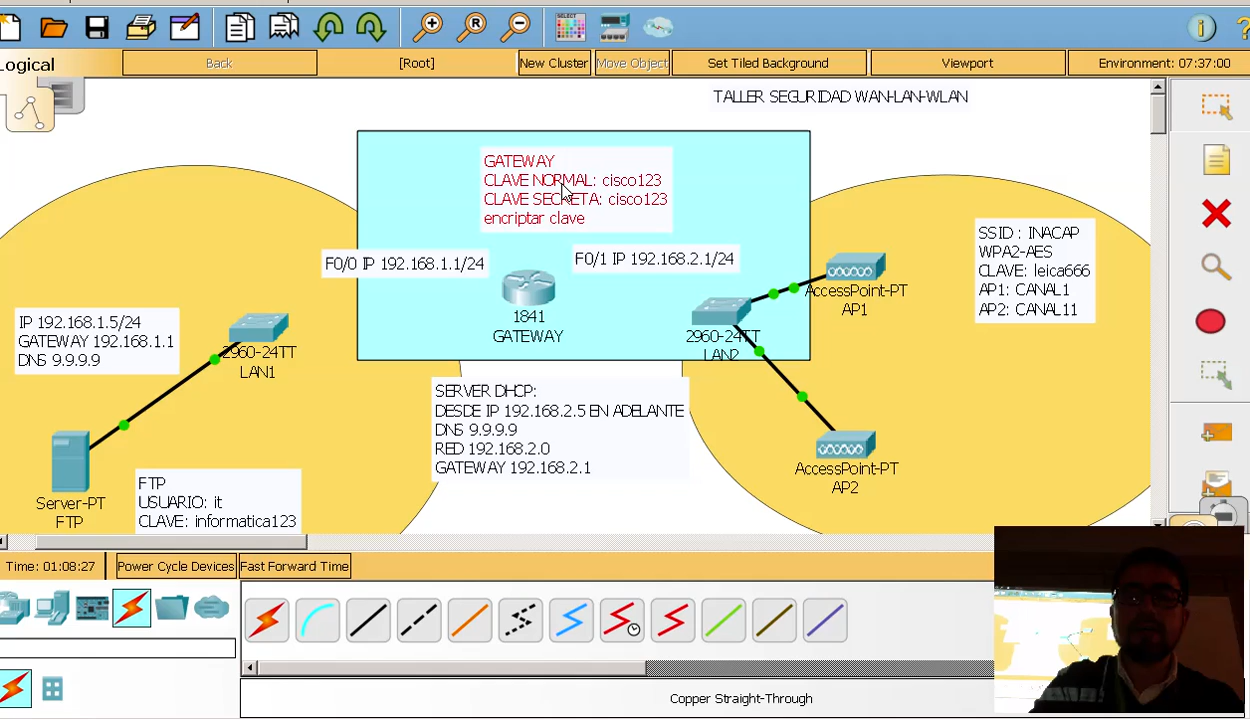 SELECT
Logical
Back
[Root]
New Cluster
Move Object
Set Tiled Background
Viewport
Environment: 07:37:00
TALLER SEGURIDAD WAN-LAN-WLAN
GATEWAY
CLAVE NORMAL: cisco123
CLAVE SECRETA: cisco123
encriptar clave
F0/0 IP 192.168.1.1/24
F0/1 IP 192.168.2.1/24
1841
GATEWAY
SSID : INACAP
WPA2-AES
CLAVE: leica666
AP1: CANAL1
AP2: CANAL11
AccessPoint-PT
AP1
IP 192.168.1.5/24
GATEWAY 192.168.1.1
DNS 9.9.9.9
2960-24TT
LAN1
2960-24TT
LAN2
SERVER DHCP:
DESDE IP 192.168.2.5 EN ADELANTE
DNS 9.9.9.9
RED 192.168.2.0
GATEWAY 192.168.2.1
AccessPoint-PT
AP2
Server-PT
FTP
FTP
USUARIO: it
CLAVE: informatica123
Time: 01:08:27
Power Cycle Devices
Fast Forward Time
Copper Straight-Through